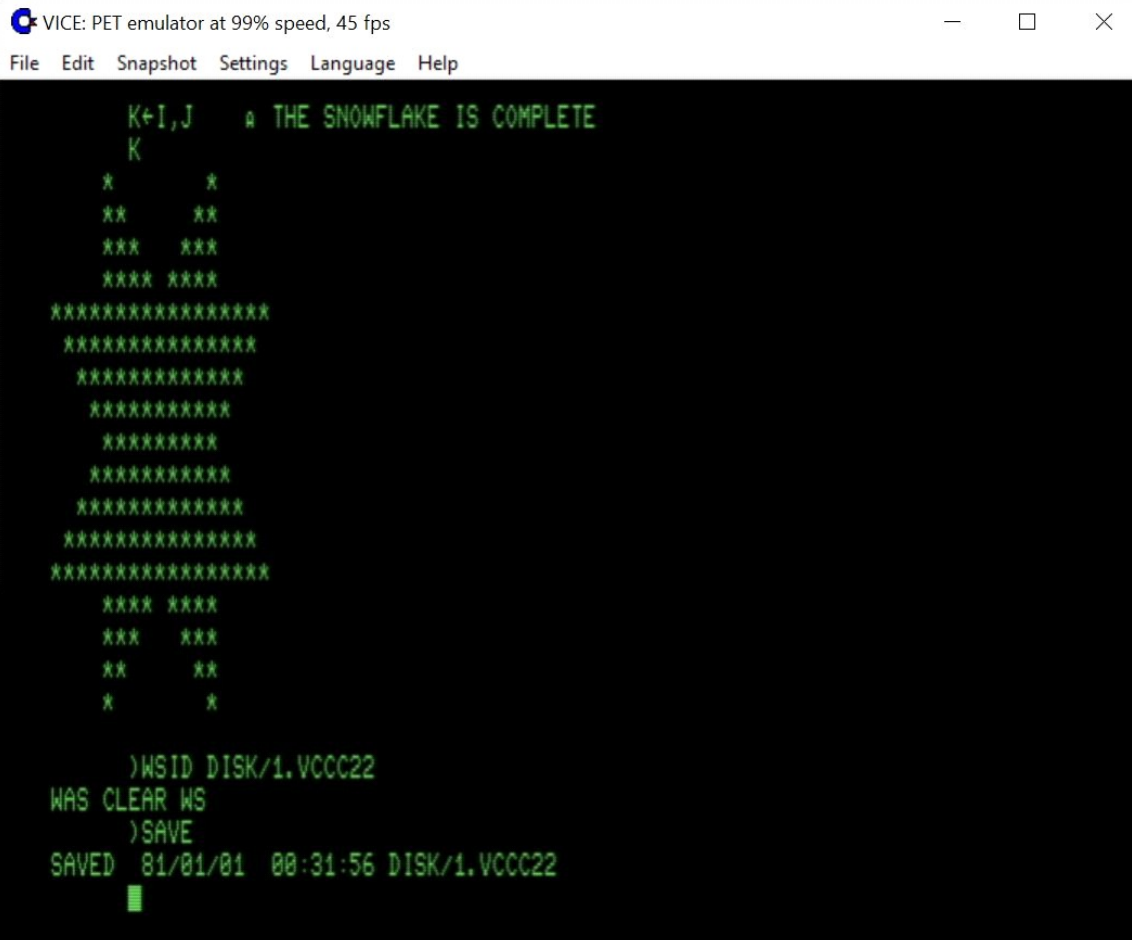 VICE: PET emulator at 99% speed, 45 fps
File Edit Snapshot Settings Language Help
      K←I,J    ⍝ THE SNOWFLAKE IS COMPLETE
      K
    *       *
    **     **
    ***   ***
    **** ****
*****************
 ***************
  *************
   ***********
    *********
   ***********
  *************
 ***************
*****************
    **** ****
    ***   ***
    **     **
    *       *
      )WSID DISK/1.VCCC22
WAS CLEAR WS
      )SAVE
SAVED  81/01/01  00:31:56 DISK/1.VCCC22